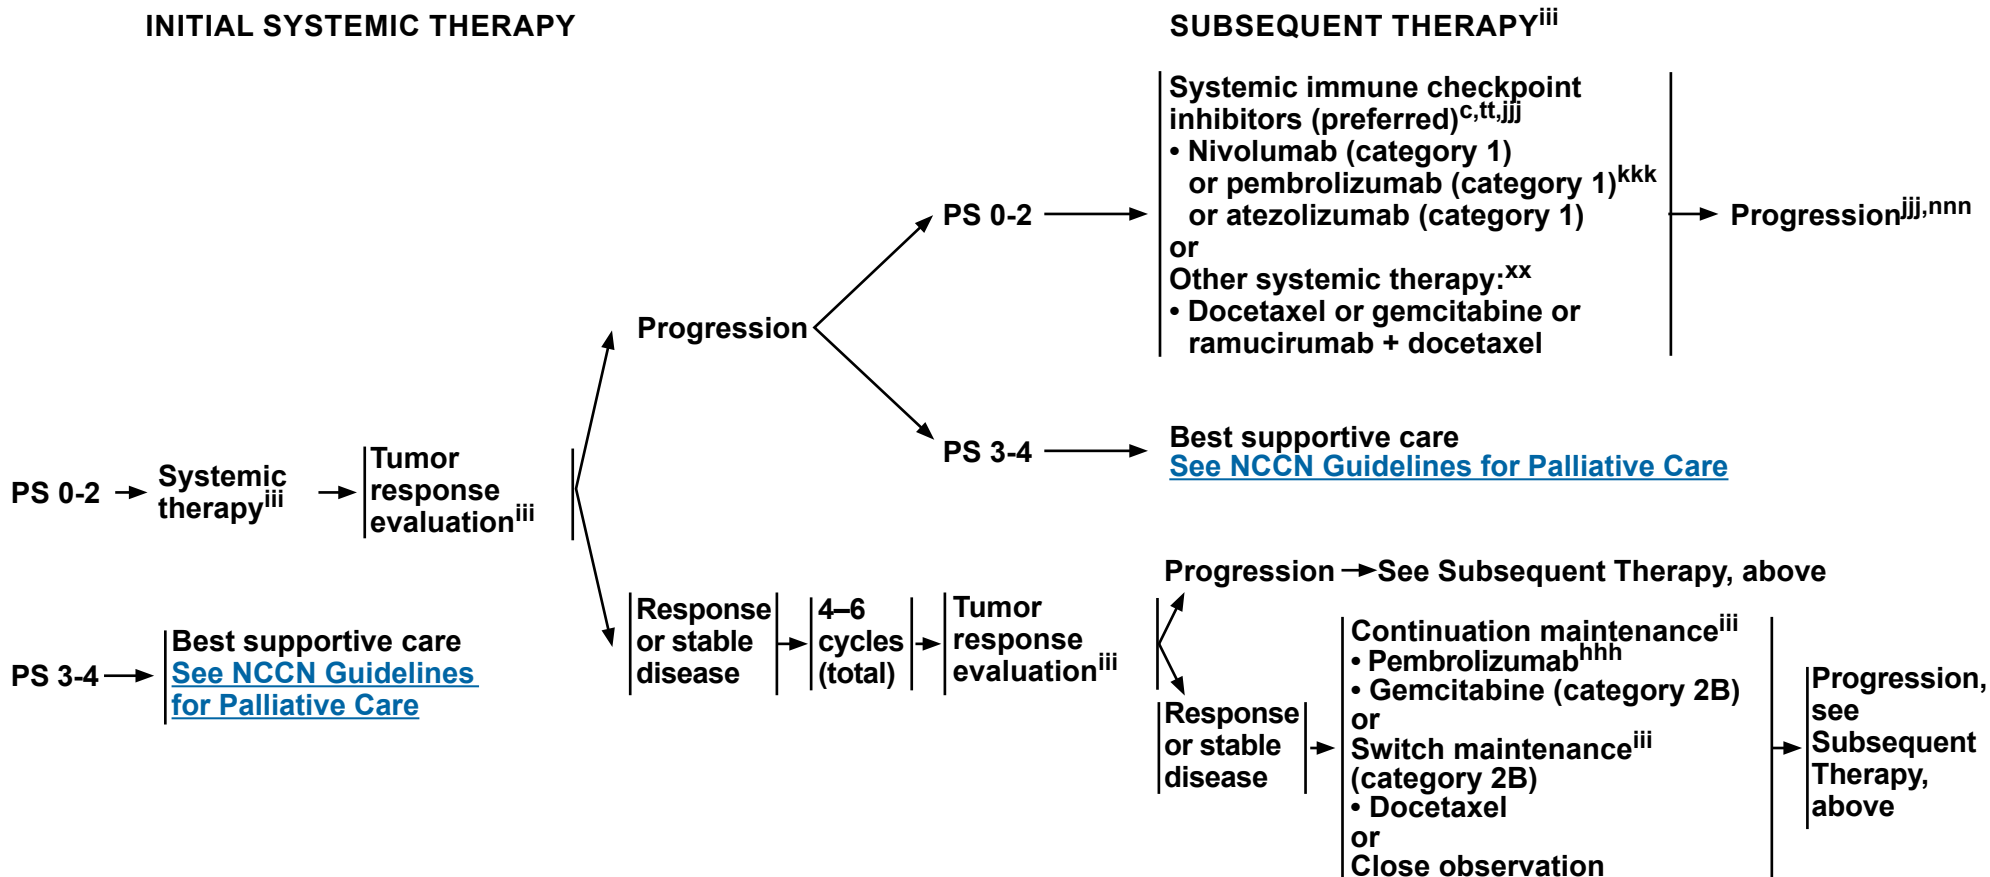 INITIAL SYSTEMIC THERAPY
SUBSEQUENT THERAPYiii
PS 0-2
Systemic
therapyiii
Tumor
response
evaluationiii
Progression
PS 0-2
Systemic immune checkpoint
inhibitors (preferred)c,tt,jjj
• Nivolumab (category 1)
or pembrolizumab (category 1)kkk
or atezolizumab (category 1)
or
Other systemic therapy:xx
• Docetaxel or gemcitabine or
ramucirumab + docetaxel
Progressionjjj,nnn
PS 3-4
Best supportive care
See NCCN Guidelines for Palliative Care
Response
or stable
disease
4–6
cycles
(total)
Tumor
response
evaluationiii
Progression
See Subsequent Therapy, above
Response
or stable
disease
Continuation maintenanceiii
• Pembrolizumabhhh
• Gemcitabine (category 2B)
or
Switch maintenanceiii
(category 2B)
• Docetaxel
or
Close observation
Progression,
see
Subsequent
Therapy,
above
PS 3-4
Best supportive care
See NCCN Guidelines
for Palliative Care